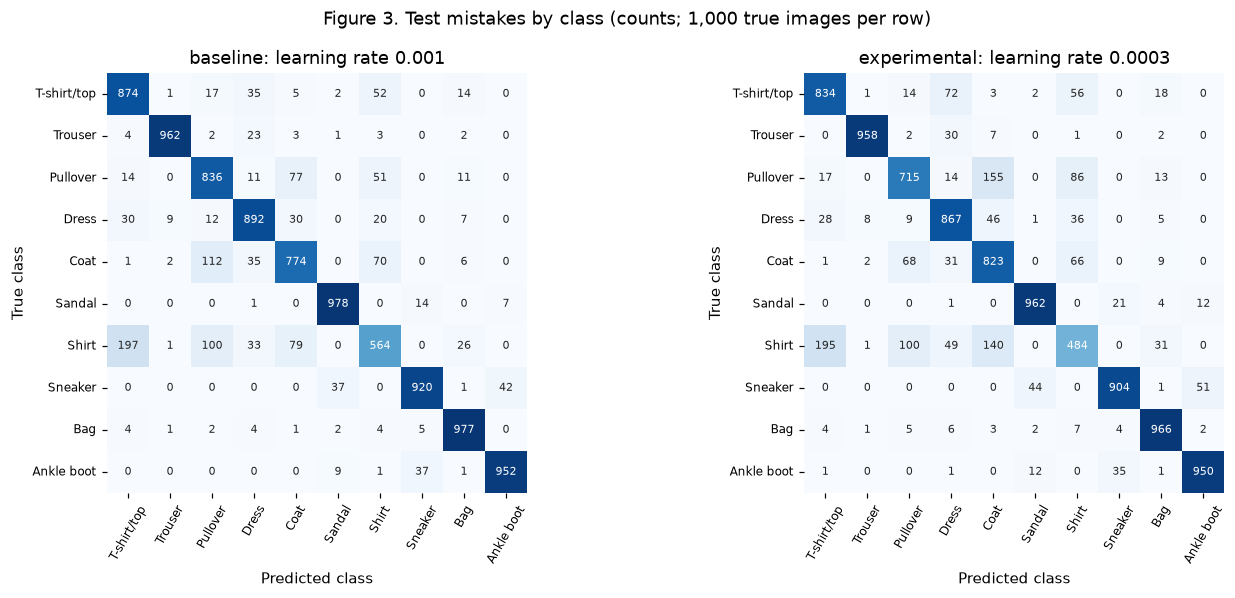 Figure 3. Test mistakes by class (counts; 1,000 true images per row)
baseline: learning rate 0.001
True class
T-shirt/top 874 1 17 35 5 2 52 0 14 0
Trouser 4 962 2 23 3 1 3 0 2 0
Pullover 14 0 836 11 77 0 51 0 11 0
Dress 30 9 12 892 30 0 20 0 7 0
Coat 1 2 112 35 774 0 70 0 6 0
Sandal 0 0 0 1 0 978 0 14 0 7
Shirt 197 1 100 33 79 0 564 0 26 0
Sneaker 0 0 0 0 0 37 0 920 1 42
Bag 4 1 2 4 1 2 4 5 977 0
Ankle boot 0 0 0 0 0 9 1 37 1 952
T-shirt/top Trouser Pullover Dress Coat Sandal Shirt Sneaker Bag Ankle boot
Predicted class
experimental: learning rate 0.0003
True class
T-shirt/top 834 1 14 72 3 2 56 0 18 0
Trouser 0 958 2 30 7 0 1 0 2 0
Pullover 17 0 715 14 155 0 86 0 13 0
Dress 28 8 9 867 46 1 36 0 5 0
Coat 1 2 68 31 823 0 66 0 9 0
Sandal 0 0 0 1 0 962 0 21 4 12
Shirt 195 1 100 49 140 0 484 0 31 0
Sneaker 0 0 0 0 0 44 0 904 1 51
Bag 4 1 5 6 3 2 7 4 966 2
Ankle boot 1 0 0 1 0 12 0 35 1 950
T-shirt/top Trouser Pullover Dress Coat Sandal Shirt Sneaker Bag Ankle boot
Predicted class